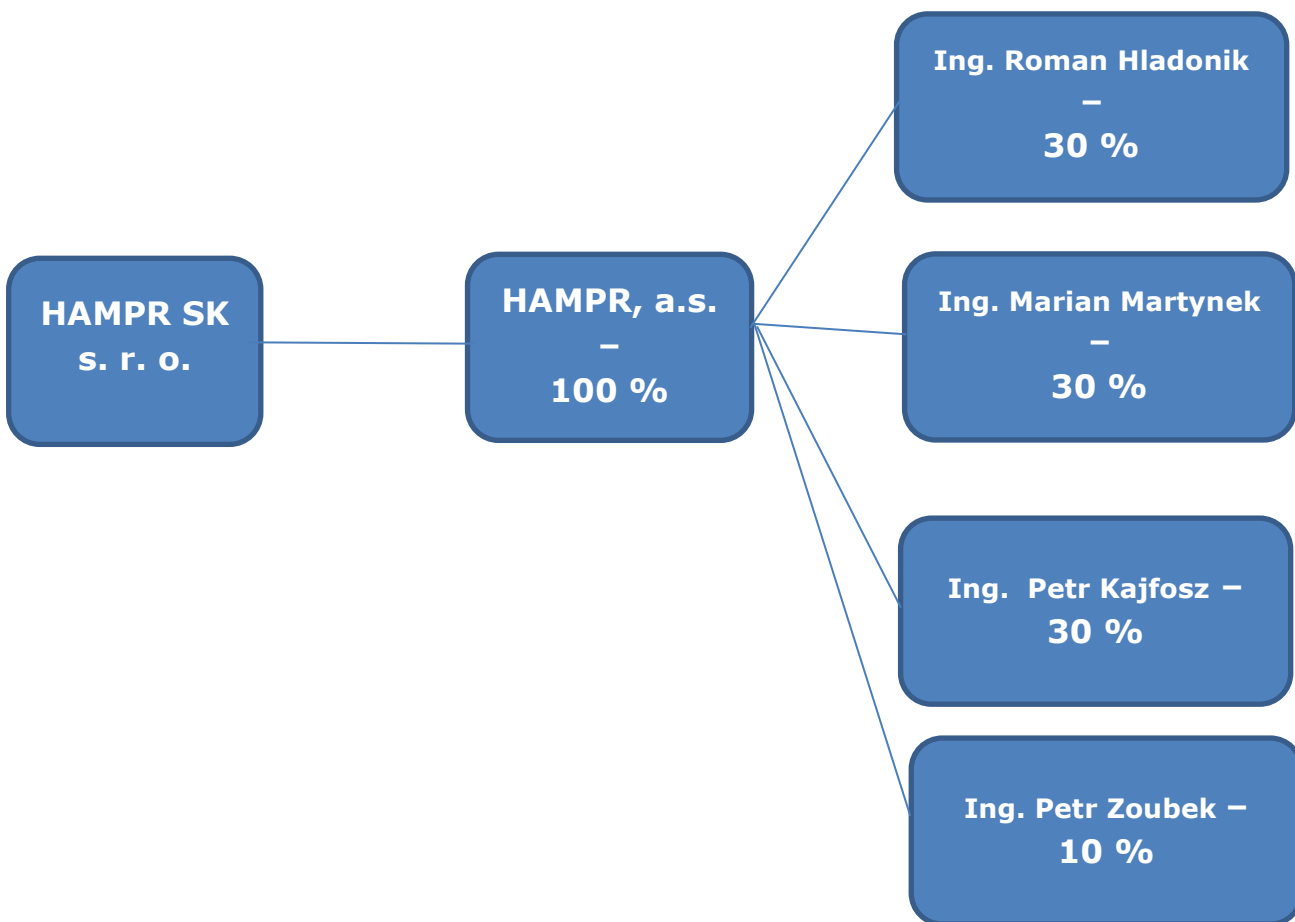 HAMPR SK
s. r. o.
HAMPR, a.s.
–
100 %
Ing. Roman Hladonik
–
30 %
Ing. Marian Martynek
–
30 %
Ing.  Petr Kajfosz –
30 %
Ing. Petr Zoubek –
10 %